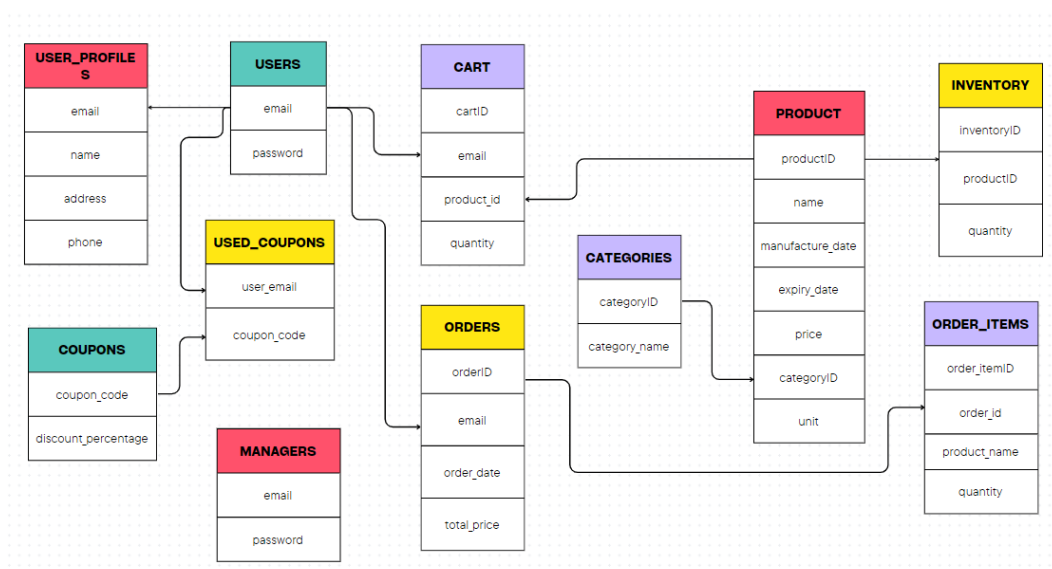 USER_PROFILE
S
email
name
address
phone
USERS
email
password
CART
cartID
email
product_id
quantity
PRODUCT
productID
name
manufacture_date
expiry_date
price
categoryID
unit
INVENTORY
inventoryID
productID
quantity
USED_COUPONS
user_email
coupon_code
CATEGORIES
categoryID
category_name
COUPONS
coupon_code
discount_percentage
ORDERS
orderID
email
order_date
total_price
ORDER_ITEMS
order_itemID
order_id
product_name
quantity
MANAGERS
email
password